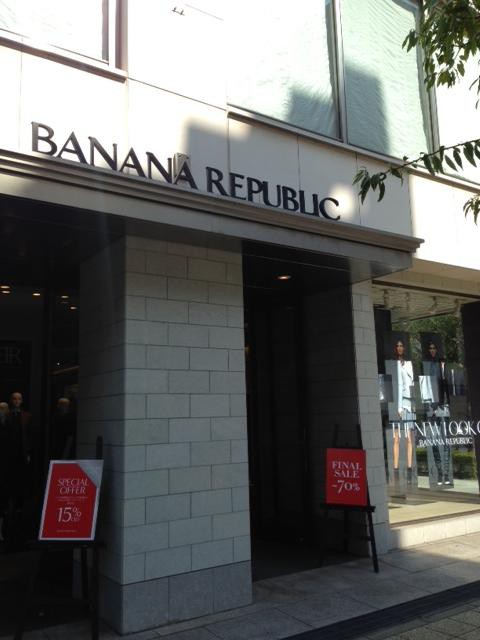 BANANA REPUBLIC
SPECIAL
OFFER
15%
FINAL
SALE
-70%
THE NEW LOOK
BANANA REPUBLIC